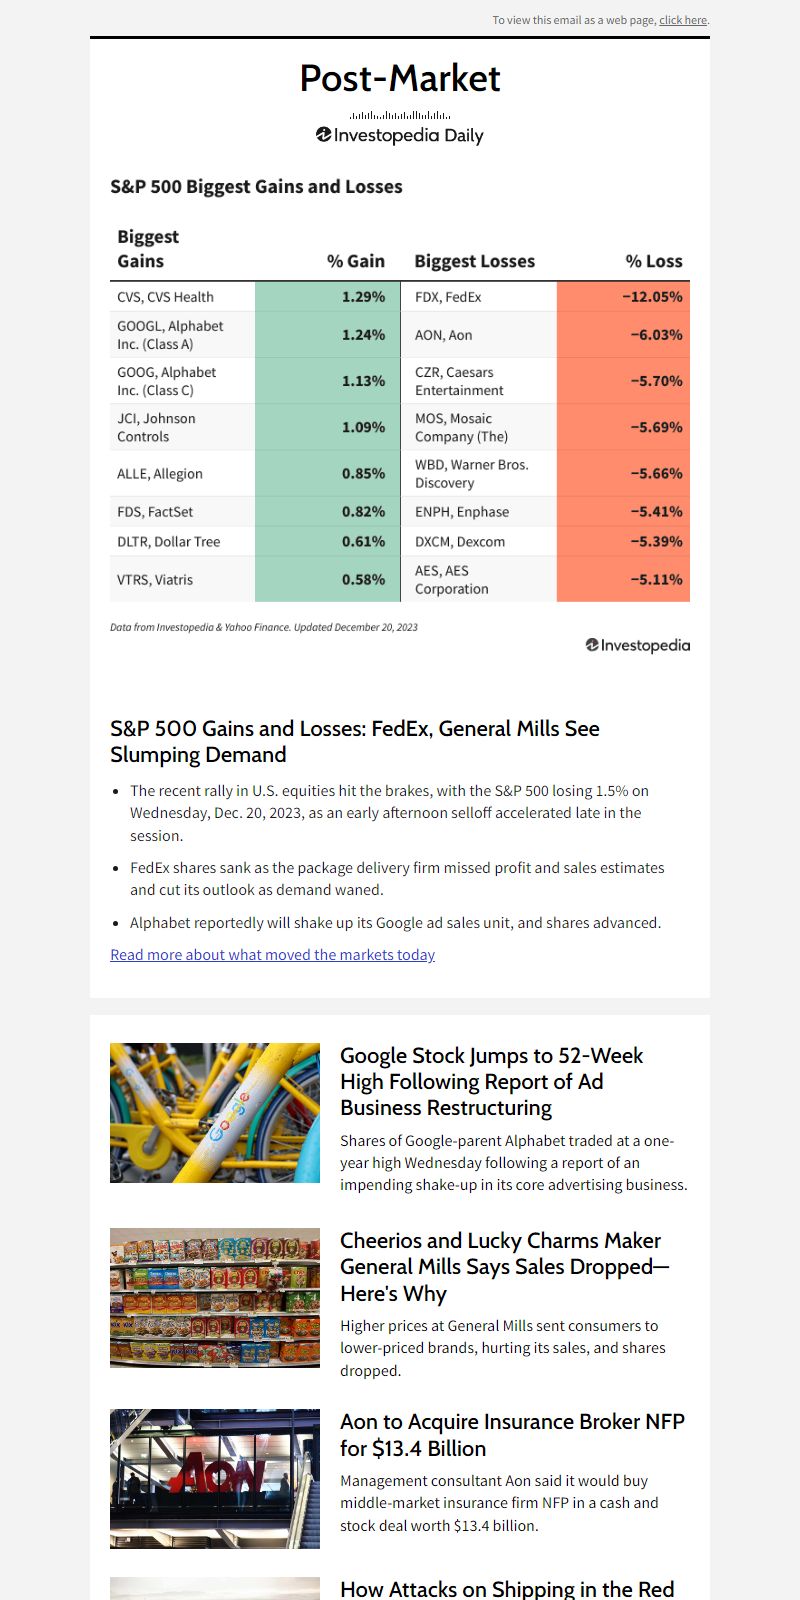 To view this email as a web page, click here.
Post-Market
Investopedia Daily
S&P 500 Biggest Gains and Losses
Biggest
Gains % Gain Biggest Losses % Loss
CVS, CVS Health 1.29% FDX, FedEx −12.05%
GOOGL, Alphabet
Inc. (Class A) 1.24% AON, Aon −6.03%
GOOG, Alphabet
Inc. (Class C) 1.13% CZR, Caesars
Entertainment −5.70%
JCI, Johnson
Controls 1.09% MOS, Mosaic
Company (The) −5.69%
ALLE, Allegion 0.85% WBD, Warner Bros.
Discovery −5.66%
FDS, FactSet 0.82% ENPH, Enphase −5.41%
DLTR, Dollar Tree 0.61% DXCM, Dexcom −5.39%
VTRS, Viatris 0.58% AES, AES
Corporation −5.11%
Data from Investopedia & Yahoo Finance. Updated December 20, 2023
Investopedia
S&P 500 Gains and Losses: FedEx, General Mills See
Slumping Demand
• The recent rally in U.S. equities hit the brakes, with the S&P 500 losing 1.5% on
Wednesday, Dec. 20, 2023, as an early afternoon selloff accelerated late in the
session.
• FedEx shares sank as the package delivery firm missed profit and sales estimates
and cut its outlook as demand waned.
• Alphabet reportedly will shake up its Google ad sales unit, and shares advanced.
Read more about what moved the markets today
Google
Google Stock Jumps to 52-Week
High Following Report of Ad
Business Restructuring
Shares of Google-parent Alphabet traded at a one-
year high Wednesday following a report of an
impending shake-up in its core advertising business.
Cheerios and Lucky Charms Maker
General Mills Says Sales Dropped—
Here's Why
Higher prices at General Mills sent consumers to
lower-priced brands, hurting its sales, and shares
dropped.
AON
Aon to Acquire Insurance Broker NFP
for $13.4 Billion
Management consultant Aon said it would buy
middle-market insurance firm NFP in a cash and
stock deal worth $13.4 billion.
How Attacks on Shipping in the Red